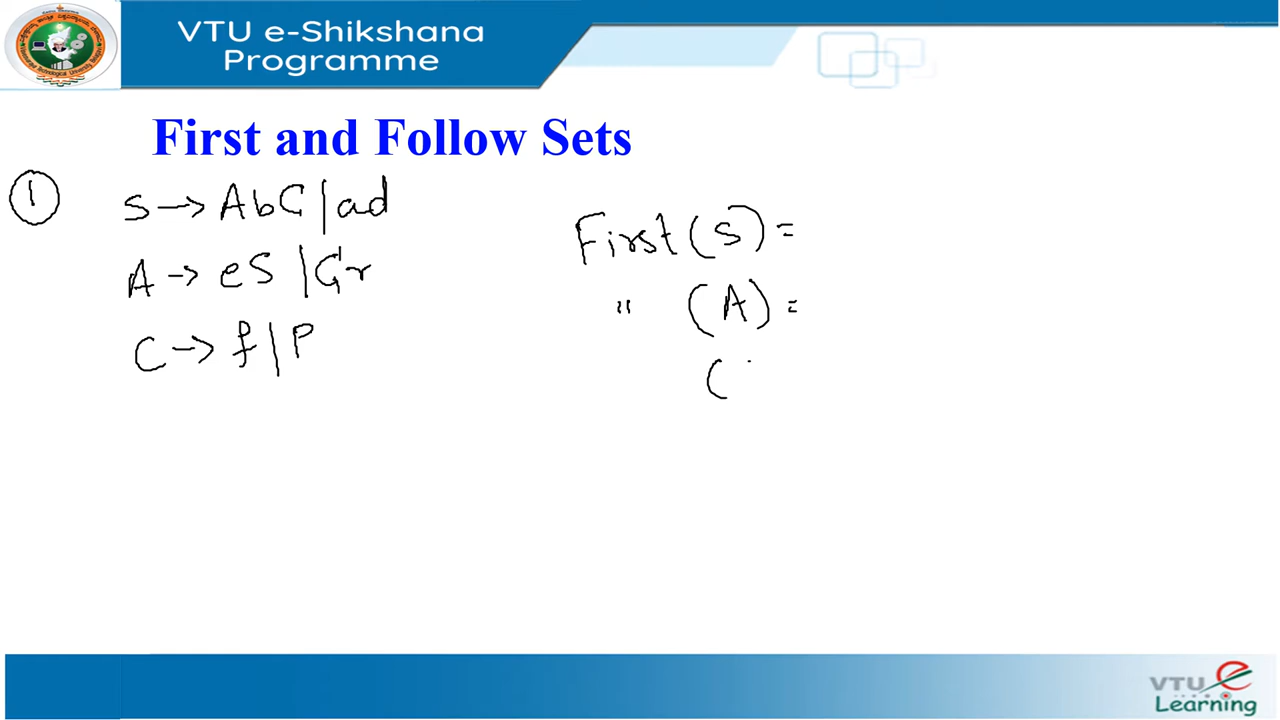 VTU e-Shikshana
Programme
First and Follow Sets
1
S → AbC | ad
A → eS | Gr
C → f | P
First (S) =
" (A) =
(
VTU e
Learning